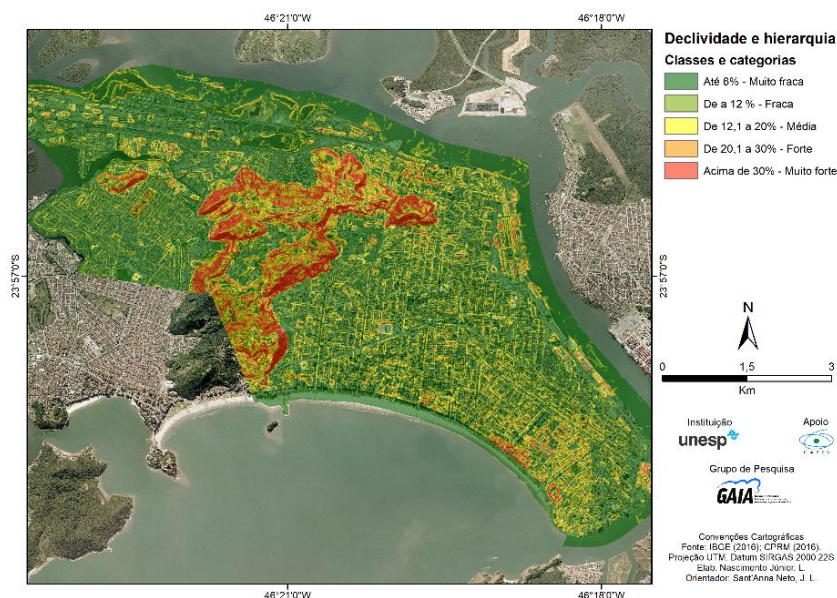 46°21'0"W
46°18'0"W
Declividade e hierarquia
Classes e categorias
Até 6% - Muito fraca
De a 12 % - Fraca
De 12,1 a 20% - Média
De 20,1 a 30% - Forte
Acima de 30% - Muito forte
23°57'0"S
23°57'0"S
N
0
1,5
3
Km
Instituição
Apoio
unesp
CAPES
Grupo de Pesquisa
GAIA
Convenções Cartográficas
Fonte: IBGE (2016); CPRM (2016).
Projeção UTM. Datum SIRGAS 2000 22S
Elab. Nascimento Júnior, L.
Orientador: Sant'Anna Neto, J. L.
46°21'0"W
46°18'0"W